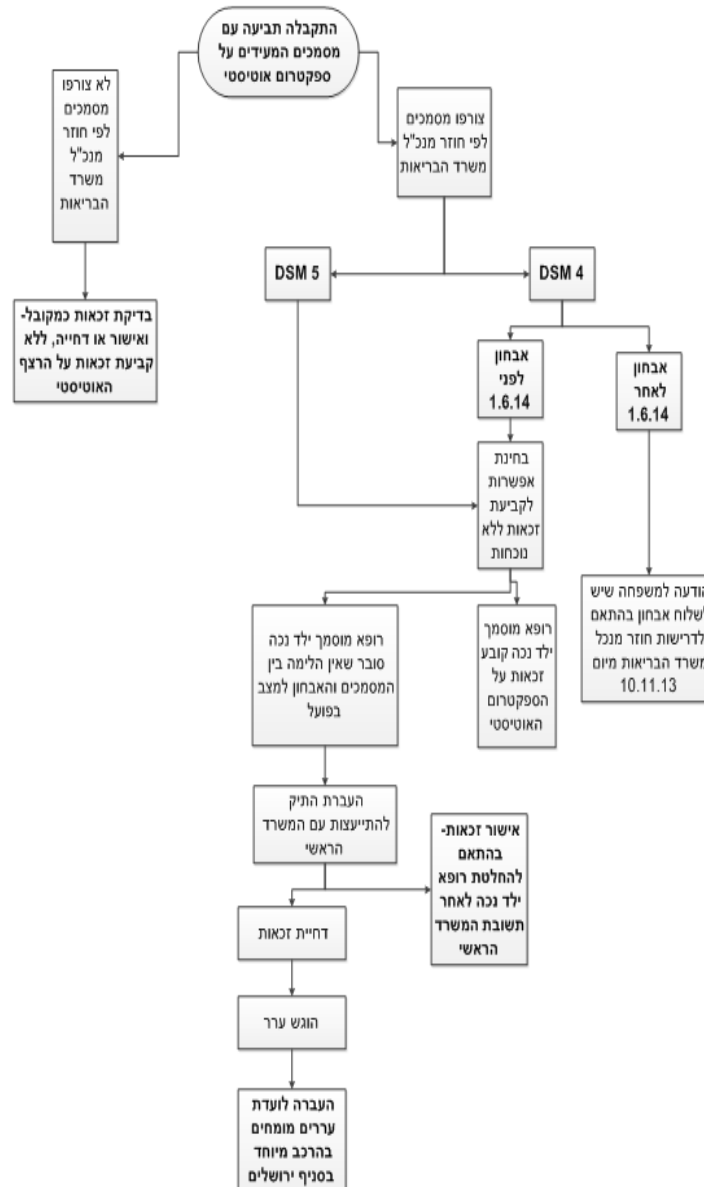 התקבלה תביעה עם
מסמכים המעידים על
ספקטרום אוטיסטי
לא צורפו
מסמכים
לפי חוזר
מנכ"ל
משרד
הבריאות
צורפו מסמכים
לפי חוזר מנכ"ל
משרד הבריאות
DSM 5
DSM 4
בדיקת זכאות כמקובל-
ואישור או דחייה, ללא
קביעת זכאות על הרצף
האוטיסטי
אבחון
לפני
1.6.14
אבחון
לאחר
1.6.14
בחינת
אפשרות
לקביעת
זכאות ללא
נוכחות
הודעה למשפחה שיש
לשלוח אבחון בהתאם
לדרישות חוזר מנכל
משרד הבריאות מיום
10.11.13
רופא מוסמך
ילד נכה קובע
זכאות על
הספקטרום
האוטיסטי
רופא מוסמך ילד נכה
סובר שאין הלימה בין
המסמכים והאבחון למצב
בפועל
העברת התיק
להתייעצות עם המשרד
הראשי
אישור זכאות-
בהתאם
להחלטת רופא
ילד נכה לאחר
תשובת המשרד
הראשי
דחיית זכאות
הוגש ערר
העברה לועדת
עררים מומחים
בהרכב מיוחד
בסניף ירושלים